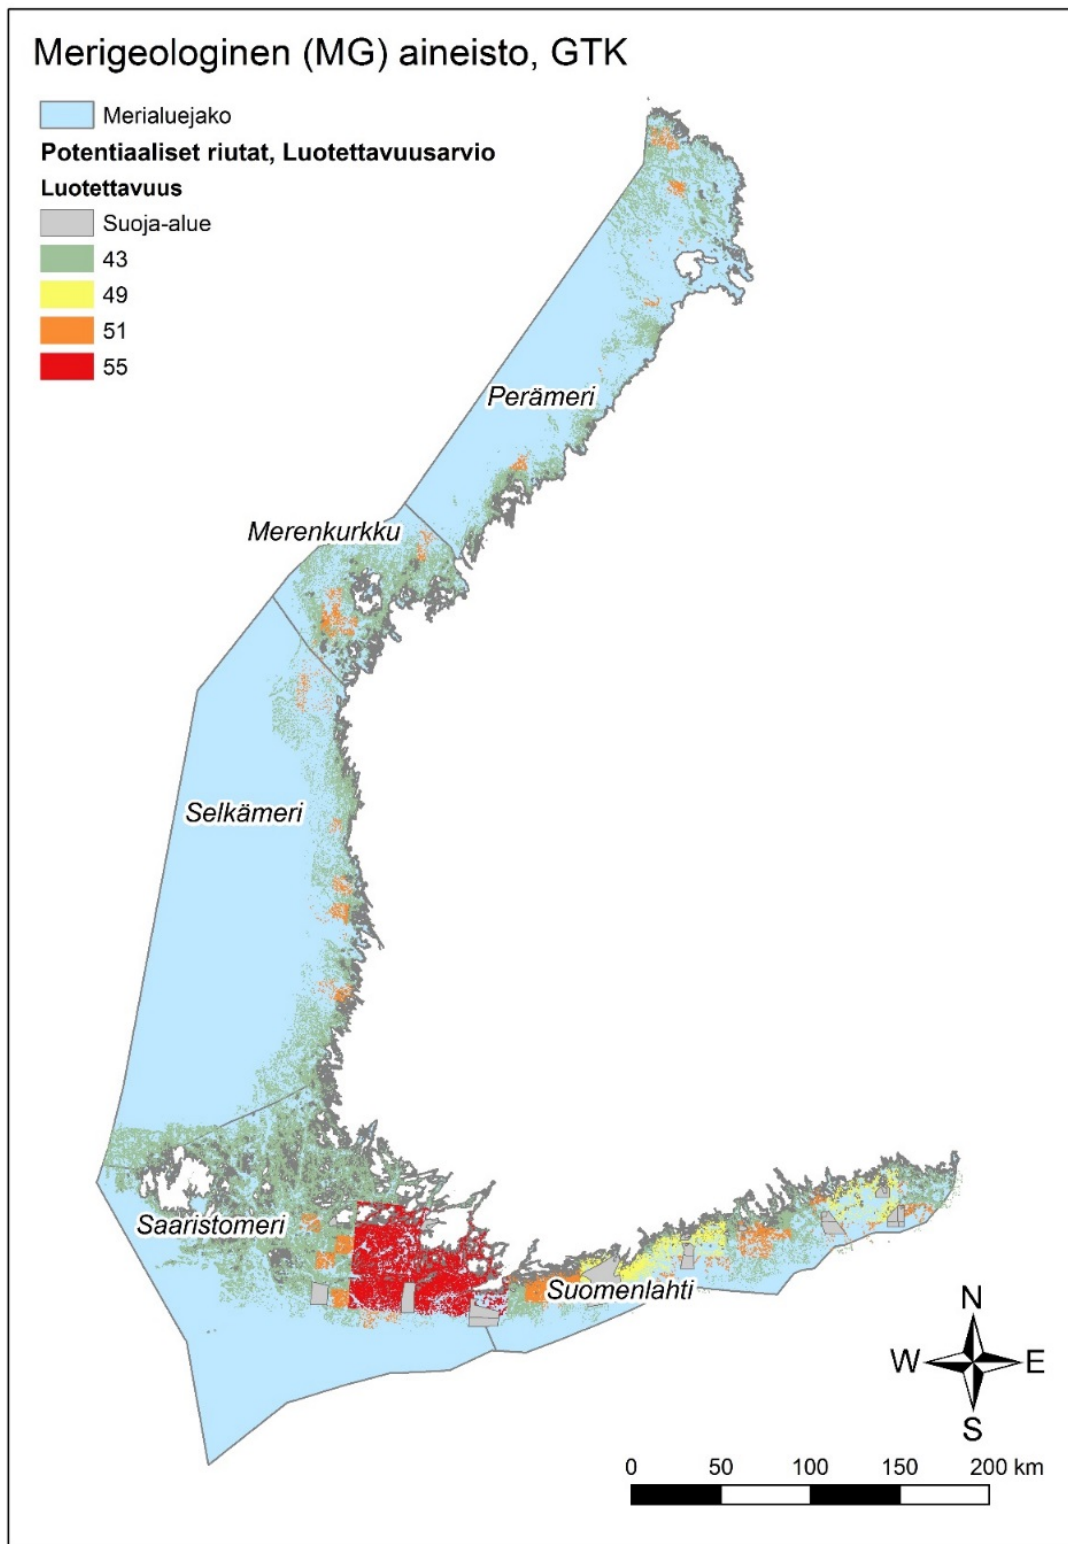 Merigeologinen (MG) aineisto, GTK
Merialuejako
Potentiaaliset riutat, Luotettavuusarvio
Luotettavuus
Suoja-alue
43
49
51
55
Perämeri
Merenkurkku
Selkämeri
Saaristomeri
Suomenlahti
N
W E
S
0 50 100 150 200 km